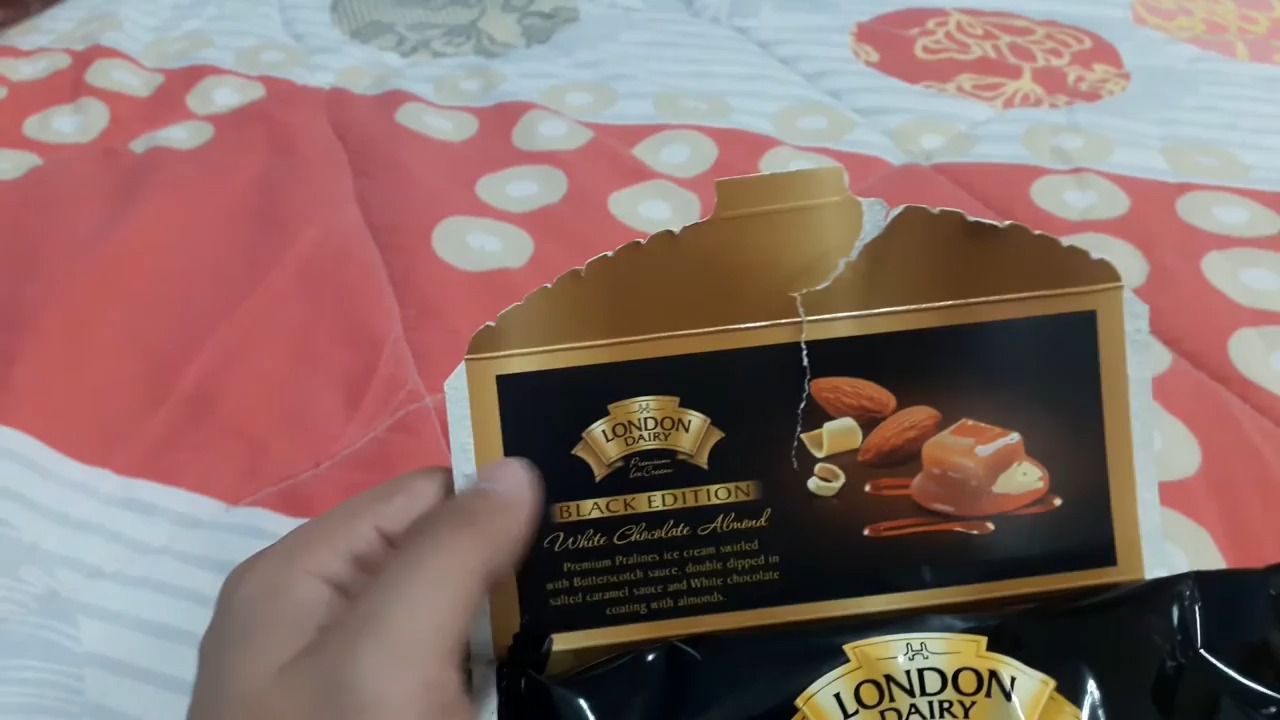 LONDON
DAIRY
Premium
Ice Cream
BLACK EDITION
White Chocolate Almond
Premium Pralines ice cream swirled
with Butterscotch sauce, double dipped in
salted caramel sauce and White chocolate
coating with almonds.
LONDON
DAIRY